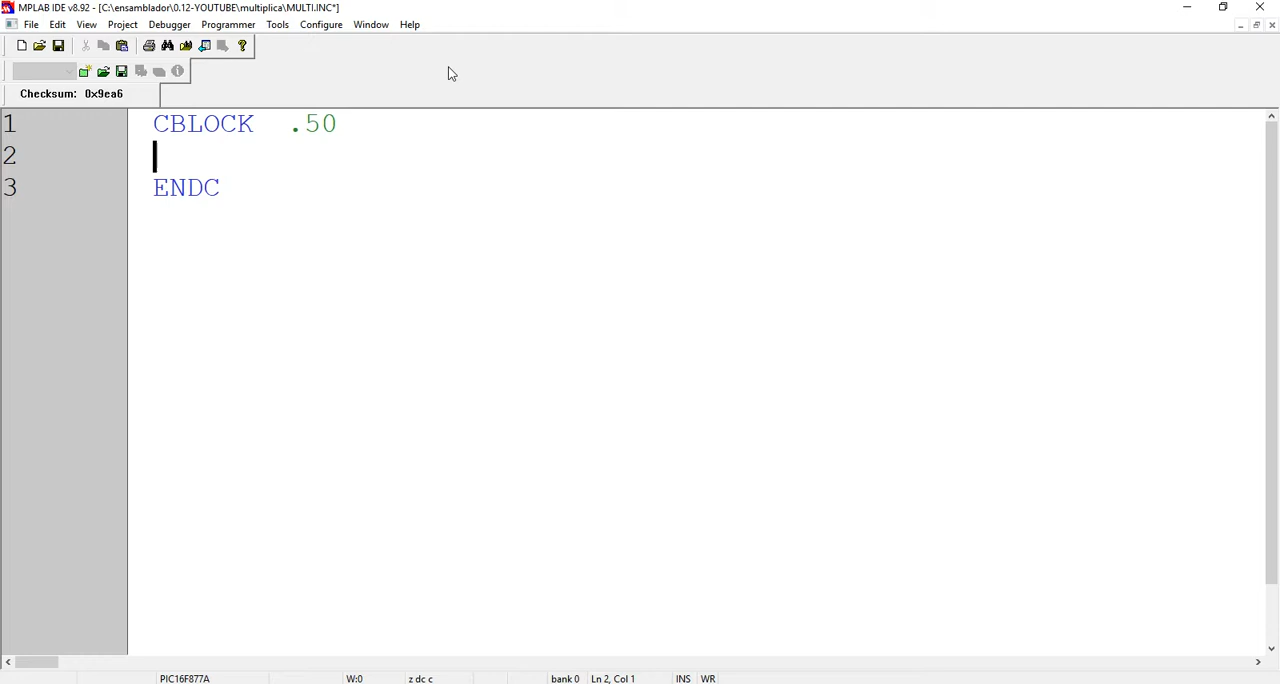 MPLAB IDE v8.92 - [C:\ensamblador\0.12-YOUTUBE\multiplica\MULTI.INC*]
File Edit View Project Debugger Programmer Tools Configure Window Help
Checksum: 0x9ea6
1 CBLOCK .50
2
3 ENDC
PIC16F877A W:0 z dc c bank 0 Ln 2, Col 1 INS WR